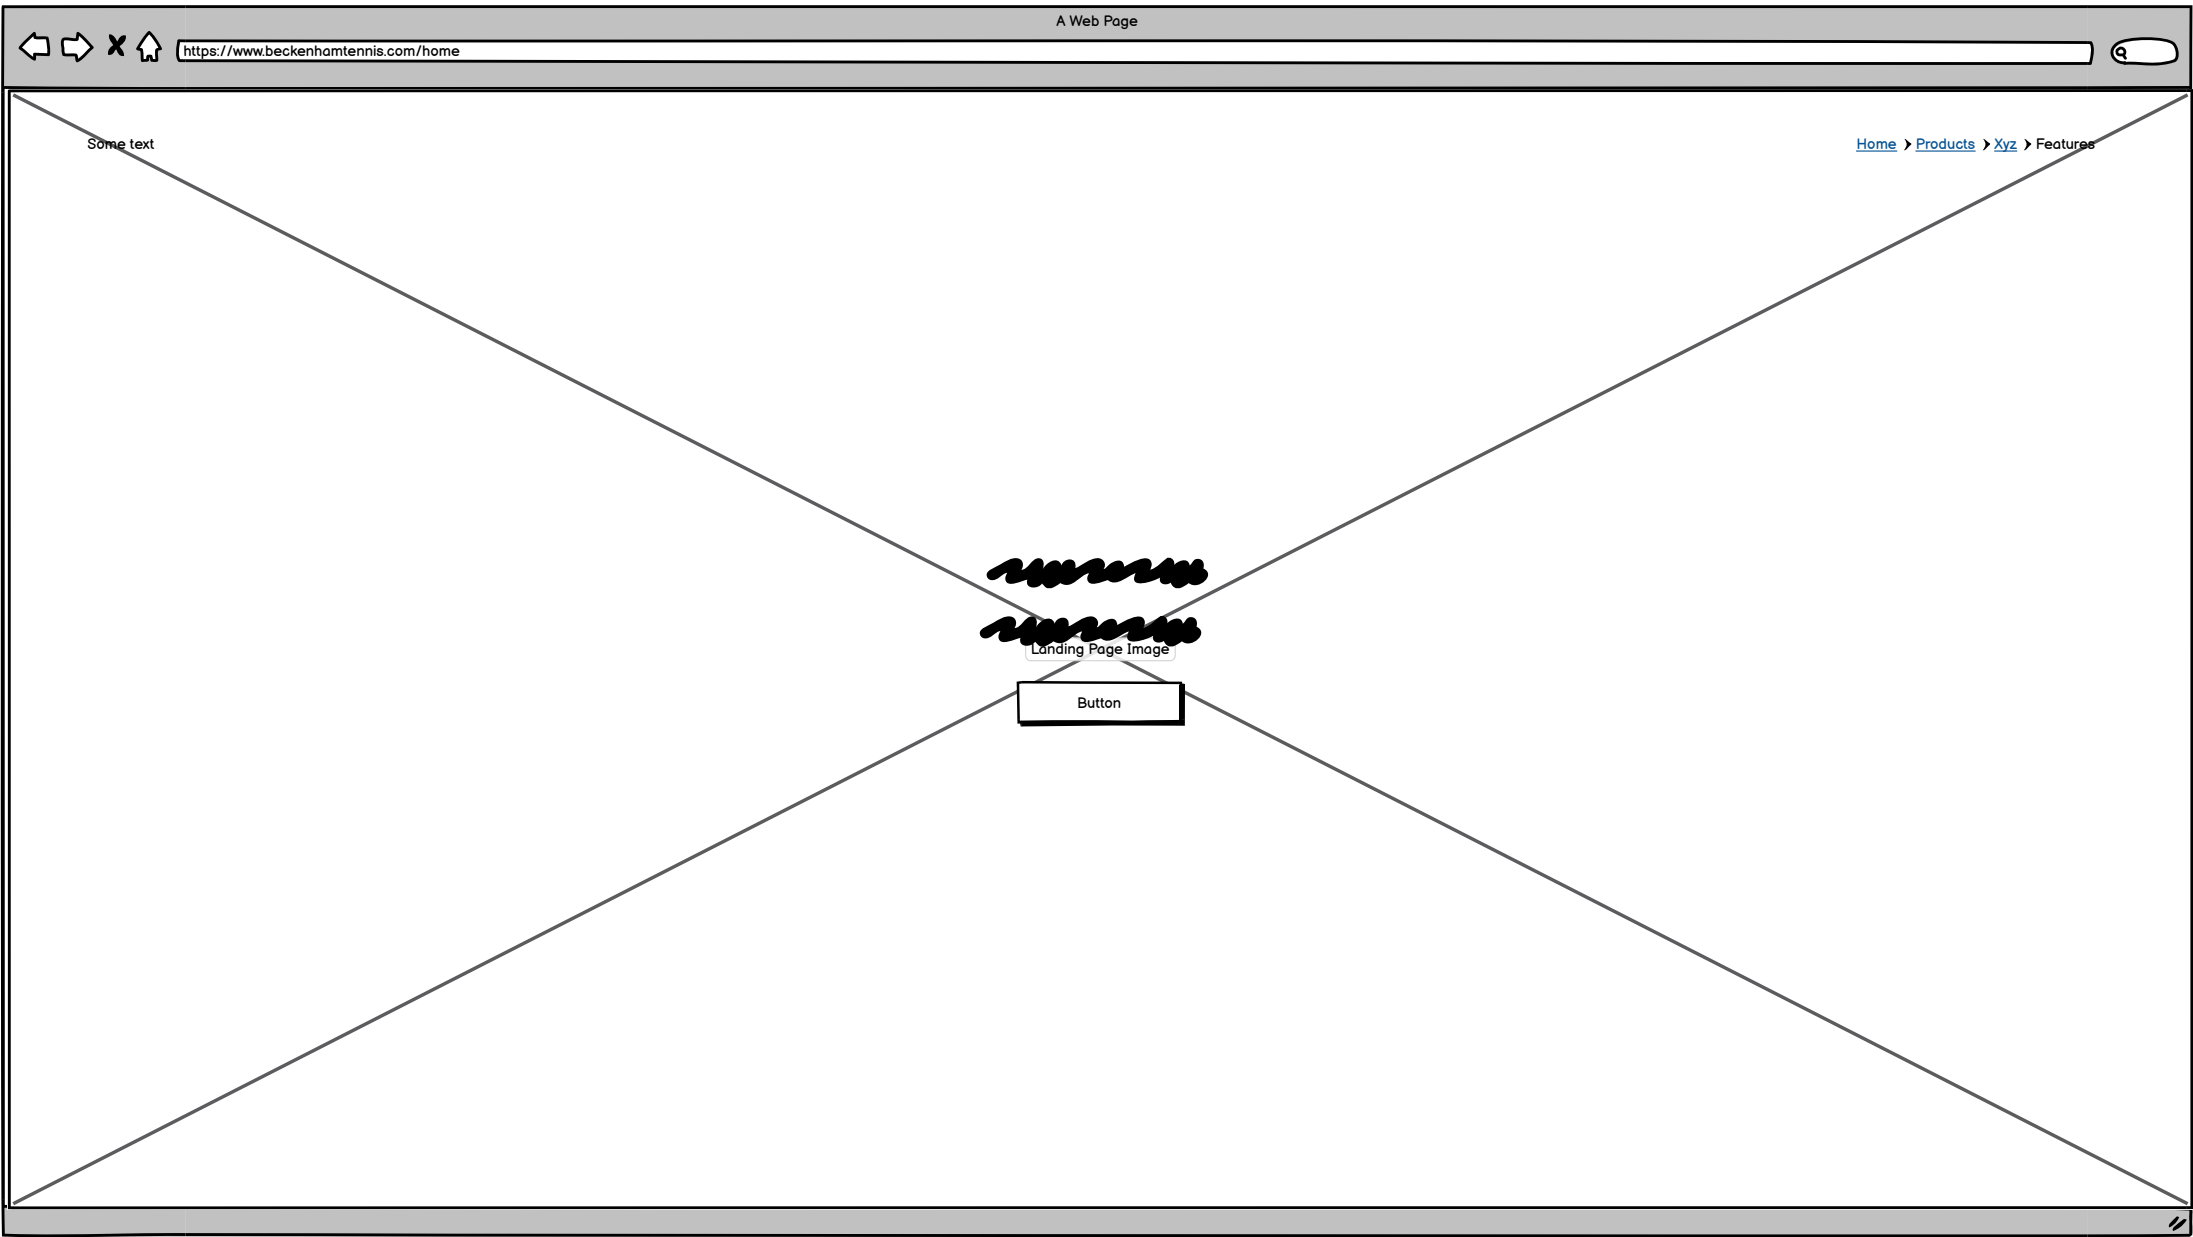 A Web Page
https://www.beckenhamtennis.com/home
Some text
Home Products Xyz Features
Landing Page Image
Button